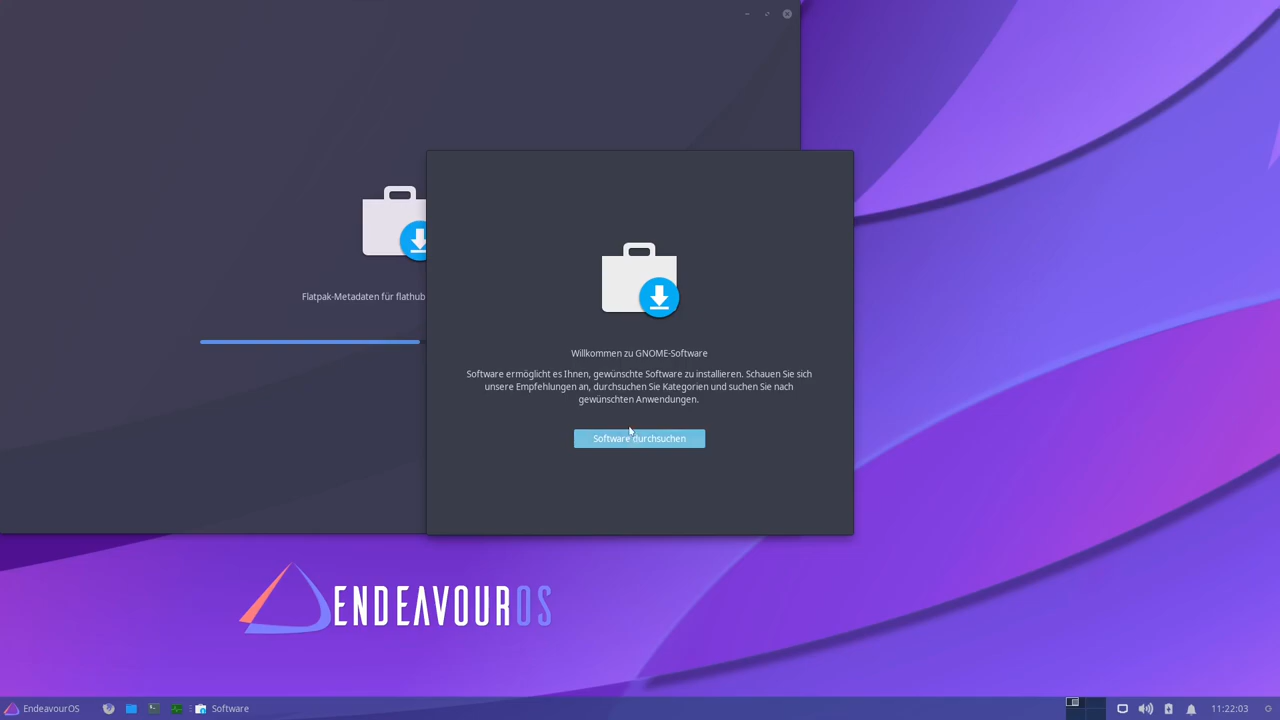 Flatpak-Metadaten für flathub
Willkommen zu GNOME-Software
Software ermöglicht es Ihnen, gewünschte Software zu installieren. Schauen Sie sich
unsere Empfehlungen an, durchsuchen Sie Kategorien und suchen Sie nach
gewünschten Anwendungen.
Software durchsuchen
ENDEAVOUROS
EndeavourOS
Software
11:22:03